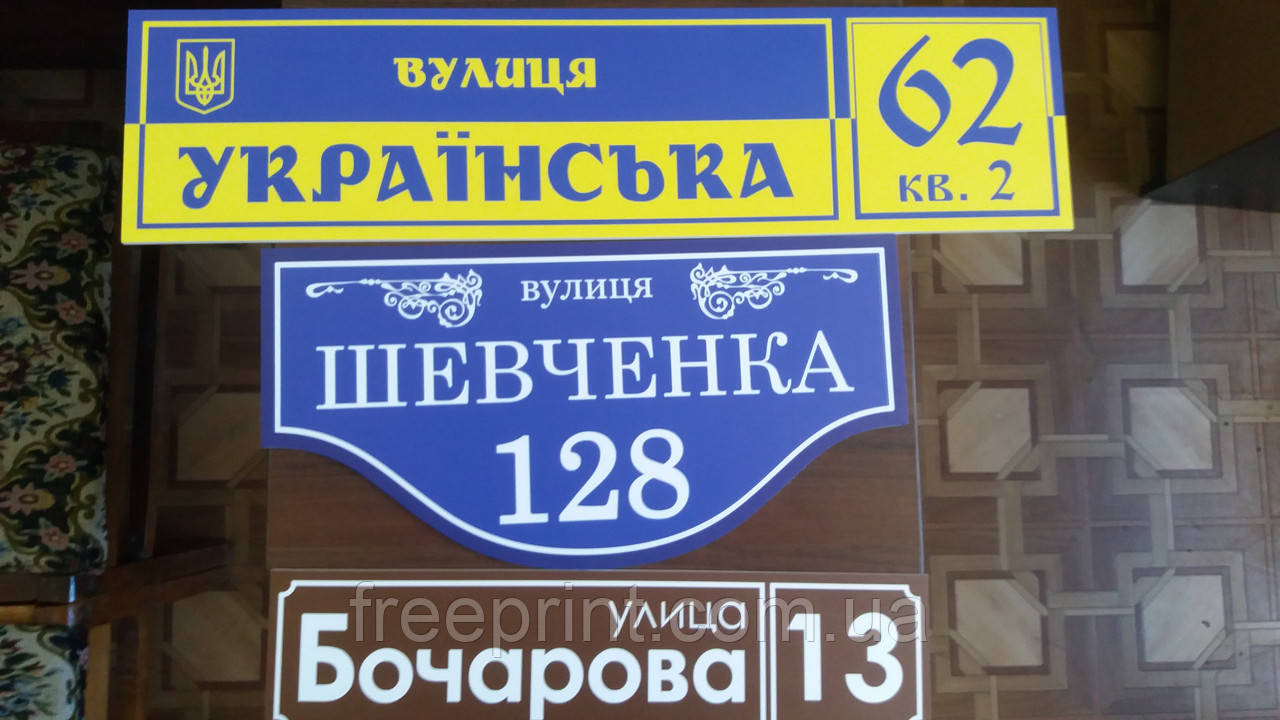 вулиця
УКРАЇНСЬКА
62
кв. 2
вулиця
ШЕВЧЕНКА
128
freeprint.com.ua
улица
Бочарова
13